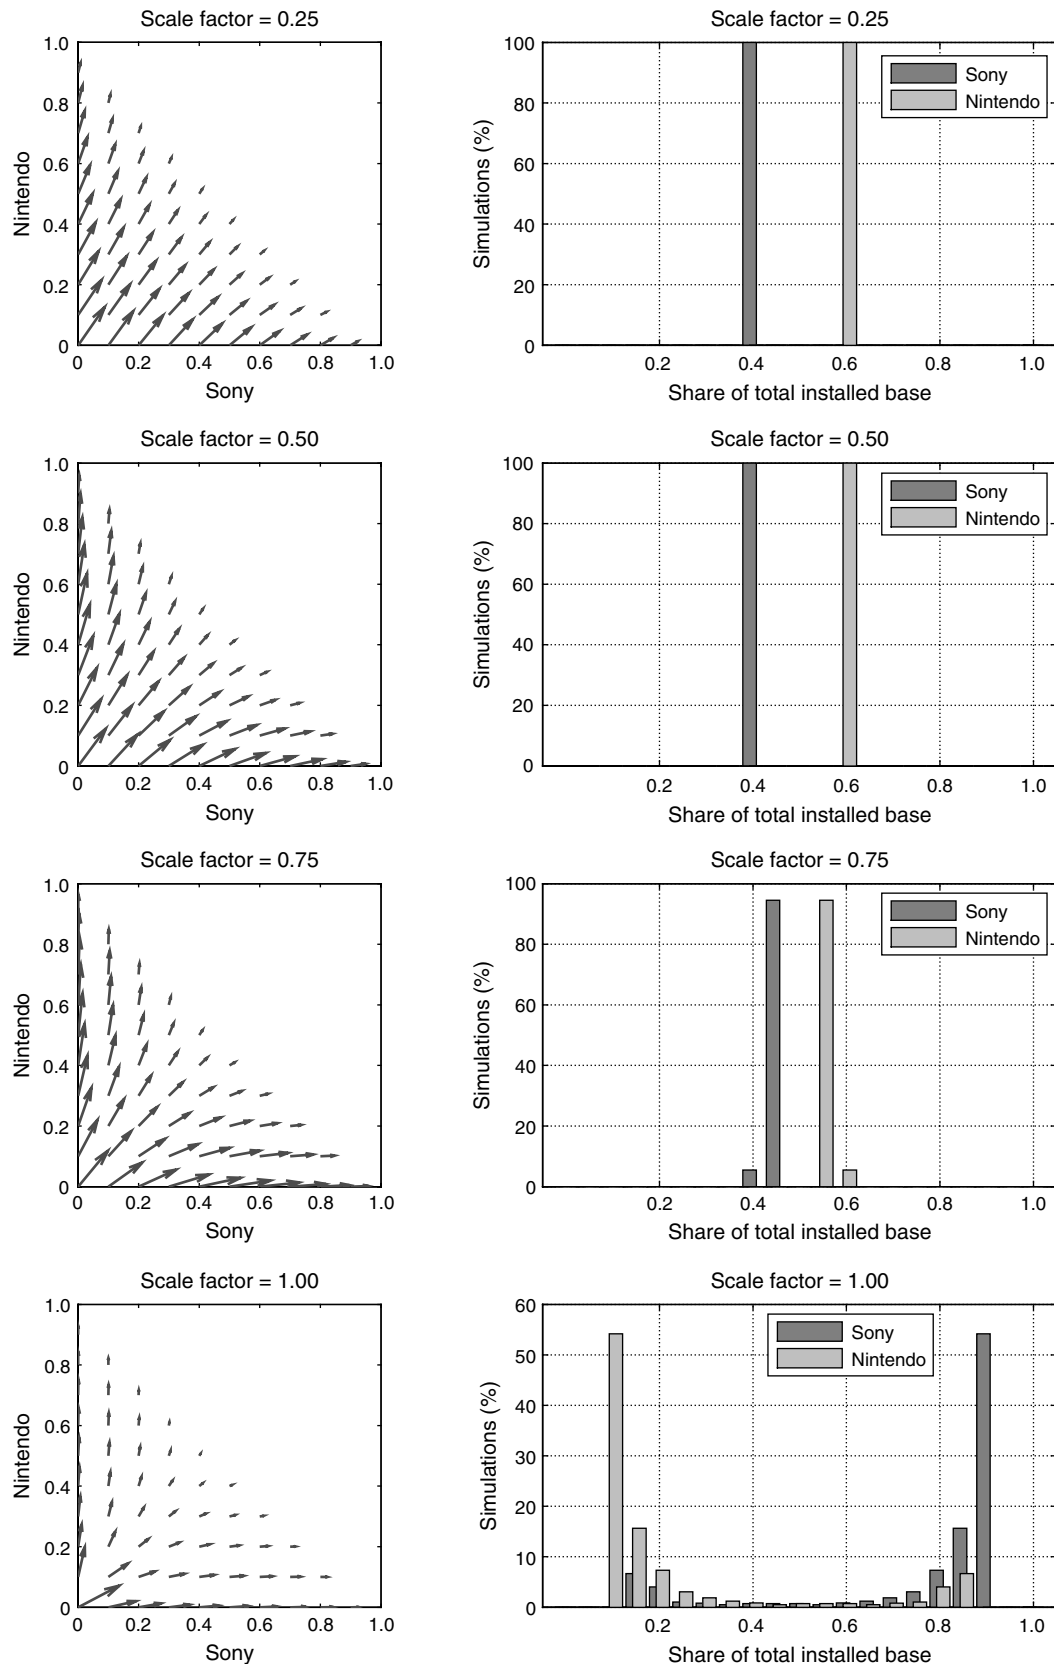 Scale factor = 0.25
1.0
0.8
0.6
0.4
0.2
0
Nintendo
0.2 0.4 0.6 0.8 1.0
Sony
Scale factor = 0.25
100
80
60
40
20
0
Simulations (%)
Sony
Nintendo
0.2 0.4 0.6 0.8 1.0
Share of total installed base
Scale factor = 0.50
1.0
0.8
0.6
0.4
0.2
0
Nintendo
0 0.2 0.4 0.6 0.8 1.0
Sony
Scale factor = 0.50
100
80
60
40
20
0
Simulations (%)
Sony
Nintendo
0.2 0.4 0.6 0.8 1.0
Share of total installed base
Scale factor = 0.75
1.0
0.8
0.6
0.4
0.2
0
Nintendo
0 0.2 0.4 0.6 0.8 1.0
Sony
Scale factor = 0.75
100
80
60
40
20
0
Simulations (%)
Sony
Nintendo
0.2 0.4 0.6 0.8 1.0
Share of total installed base
Scale factor = 1.00
1.0
0.8
0.6
0.4
0.2
0
Nintendo
0 0.2 0.4 0.6 0.8 1.0
Sony
Scale factor = 1.00
60
50
40
30
20
10
0
Simulations (%)
Sony
Nintendo
0.2 0.4 0.6 0.8 1.0
Share of total installed base